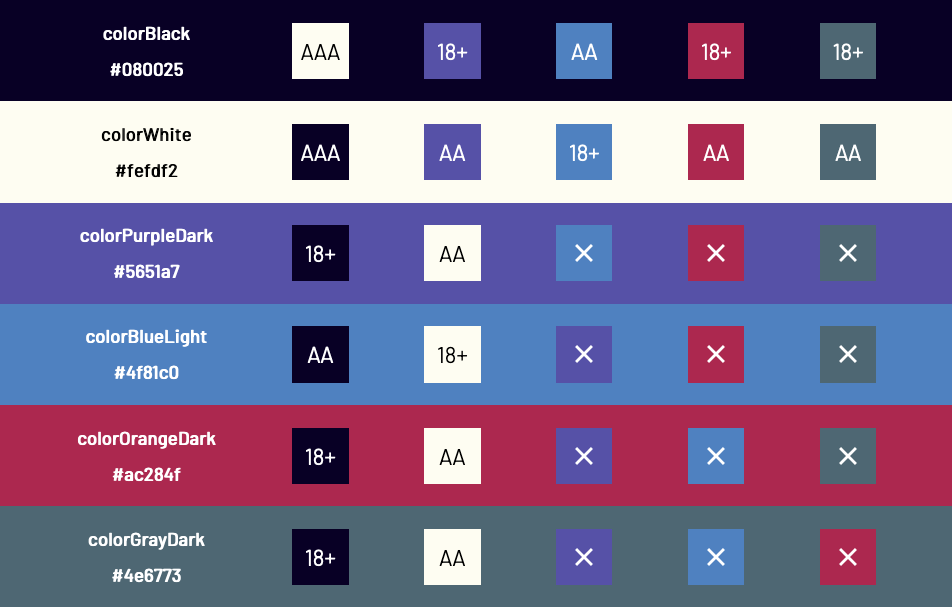 colorBlack
#080025
AAA 18+ AA 18+ 18+
colorWhite
#fefdf2
AAA AA 18+ AA AA
colorPurpleDark
#5651a7
18+ AA ✕ ✕ ✕
colorBlueLight
#4f81c0
AA 18+ ✕ ✕ ✕
colorOrangeDark
#ac284f
18+ AA ✕ ✕ ✕
colorGrayDark
#4e6773
18+ AA ✕ ✕ ✕